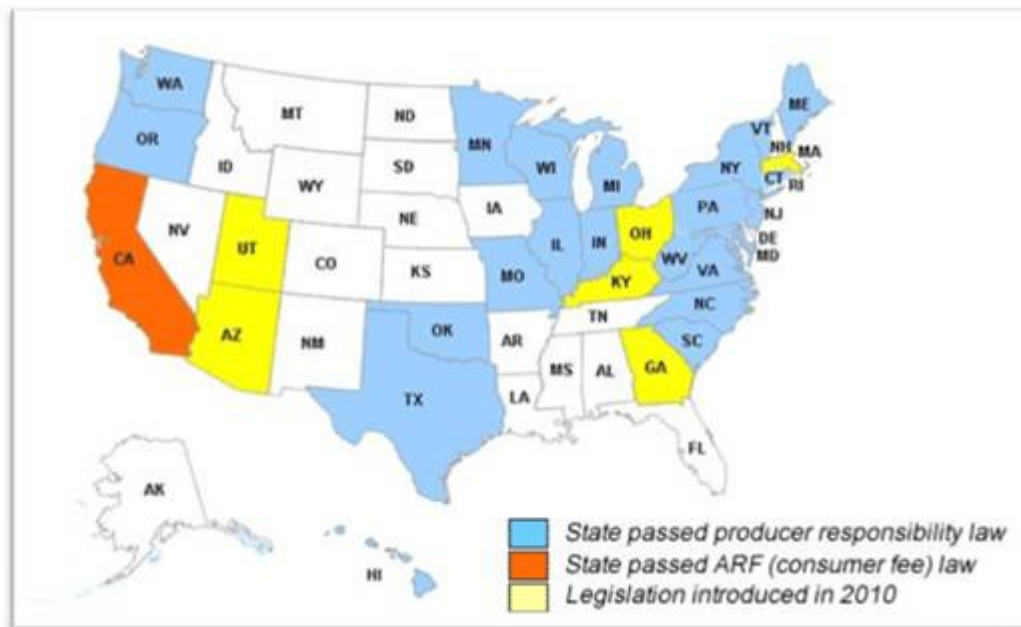 WA
MT
ND
ME
OR
MN
VT
ID
SD
WI
NH
MA
NY
WY
MI
CT
RI
IA
PA
NE
NJ
NV
OH
DE
UT
IL
IN
MD
CA
CO
WV
KS
MO
VA
KY
NC
TN
AZ
OK
NM
AR
SC
MS
AL
GA
TX
LA
FL
AK
HI
State passed producer responsibility law
State passed ARF (consumer fee) law
Legislation introduced in 2010